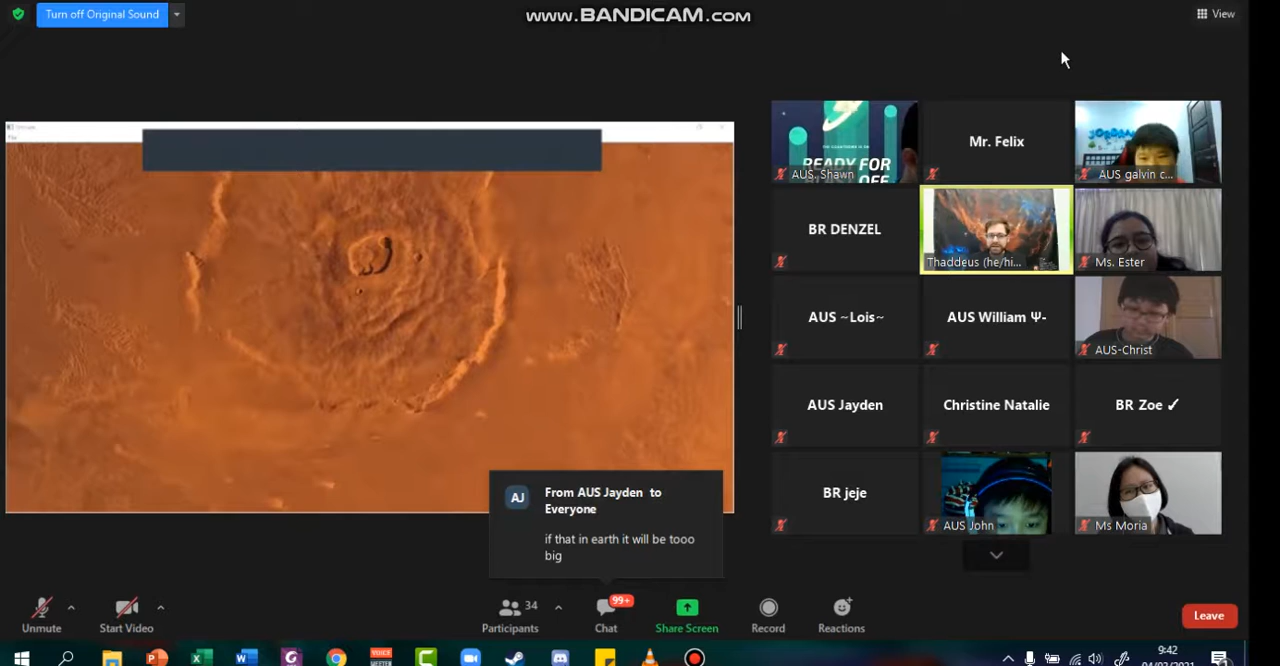 Turn off Original Sound
www.BANDICAM.com
View
READY FOR
AUS. Shawn
Mr. Felix
JORDAN
AUS galvin c...
BR DENZEL
Thaddeus (he/hi...
Ms. Ester
AUS ~Lois~
AUS William Ψ-
AUS-Christ
AUS Jayden
Christine Natalie
BR Zoe ✓
BR jeje
AUS John
Ms Moria
AJ
From AUS Jayden to
Everyone
if that in earth it will be tooo
big
Unmute
Start Video
34
Participants
99+
Chat
Share Screen
Record
Reactions
Leave
9:42